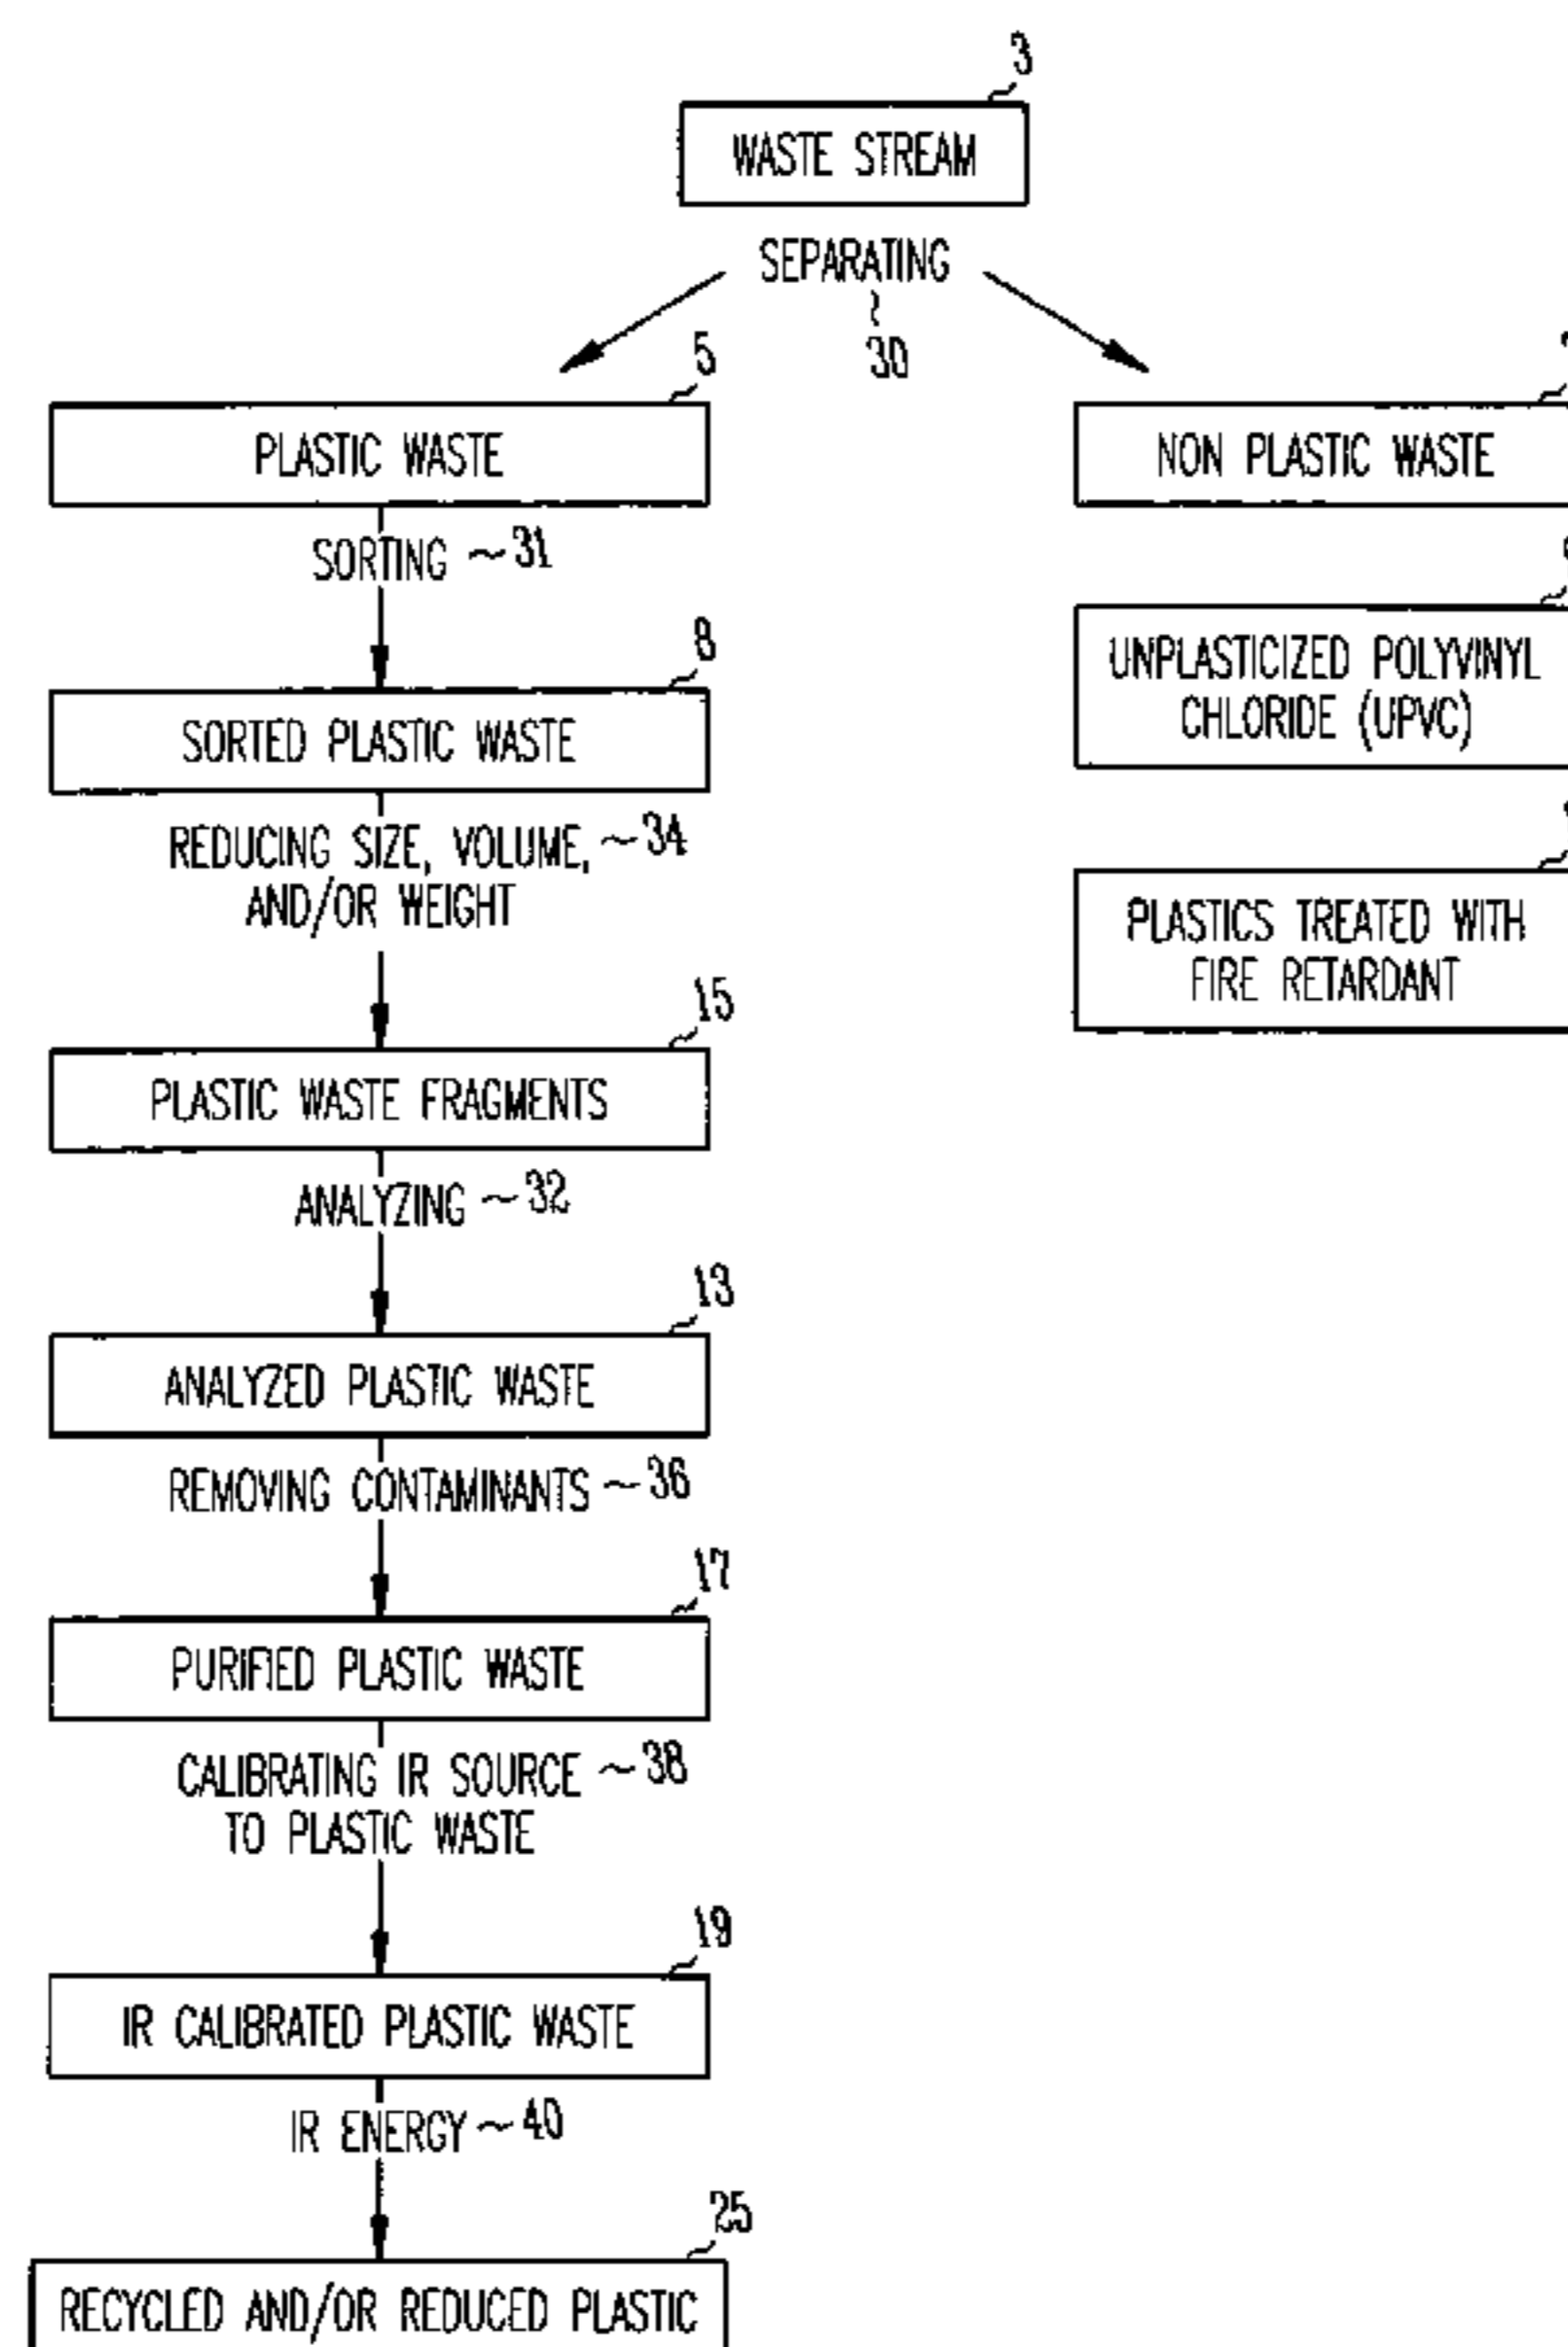 3
WASTE STREAM
SEPARATING
30
5
PLASTIC WASTE
NON PLASTIC WASTE
SORTING ~31
UNPLASTICIZED POLYVINYL
CHLORIDE (UPVC)
8
SORTED PLASTIC WASTE
REDUCING SIZE, VOLUME, ~34
AND/OR WEIGHT
PLASTICS TREATED WITH
FIRE RETARDANT
15
PLASTIC WASTE FRAGMENTS
ANALYZING ~32
13
ANALYZED PLASTIC WASTE
REMOVING CONTAMINANTS ~36
17
PURIFIED PLASTIC WASTE
CALIBRATING IR SOURCE ~38
TO PLASTIC WASTE
19
IR CALIBRATED PLASTIC WASTE
IR ENERGY ~40
25
RECYCLED AND/OR REDUCED PLASTIC